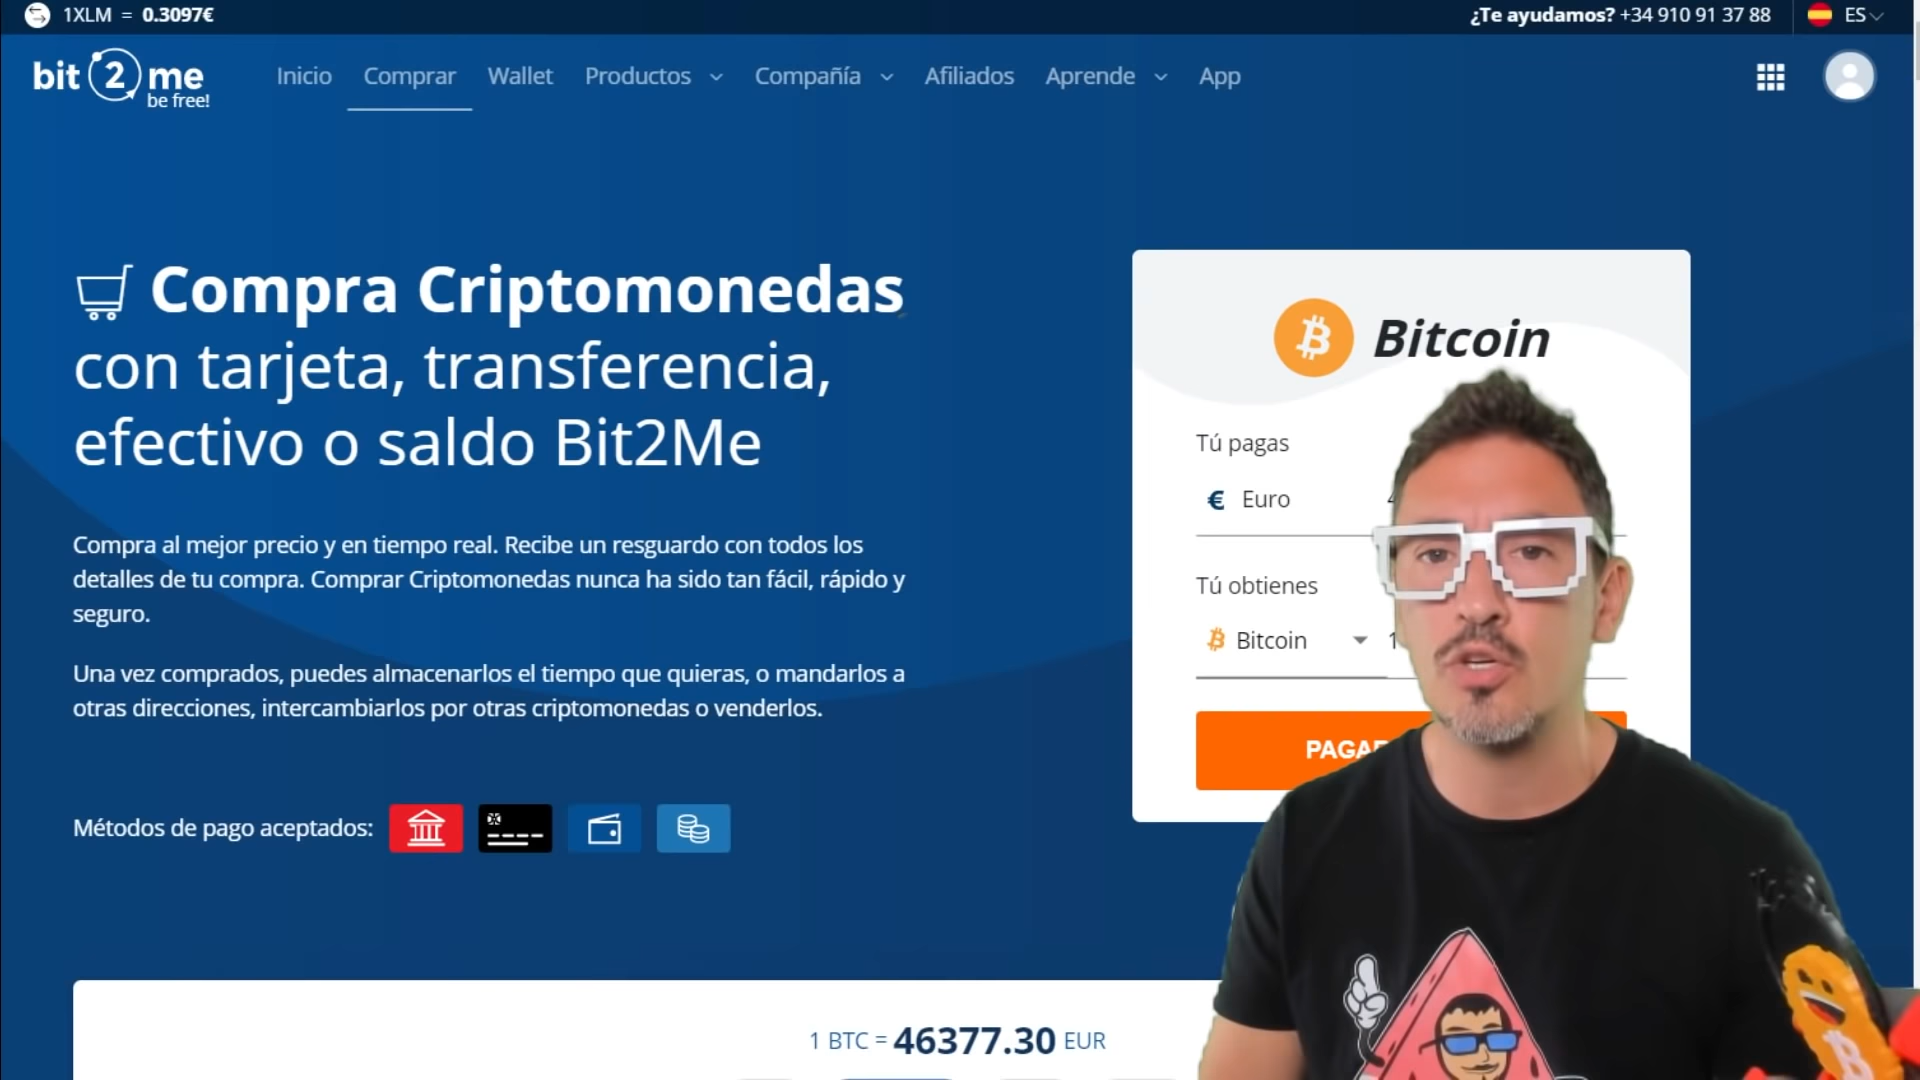 1XLM = 0.3097€
¿Te ayudamos? +34 910 91 37 88
ES
bit 2 me
be free!
Inicio
Comprar
Wallet
Productos
Compañía
Afiliados
Aprende
App
Compra Criptomonedas
con tarjeta, transferencia,
efectivo o saldo Bit2Me
Compra al mejor precio y en tiempo real. Recibe un resguardo con todos los
detalles de tu compra. Comprar Criptomonedas nunca ha sido tan fácil, rápido y
seguro.
Una vez comprados, puedes almacenarlos el tiempo que quieras, o mandarlos a
otras direcciones, intercambiarlos por otras criptomonedas o venderlos.
Métodos de pago aceptados:
Bitcoin
Tú pagas
€ Euro
Tú obtienes
Bitcoin 1
1 BTC = 46377.30 EUR